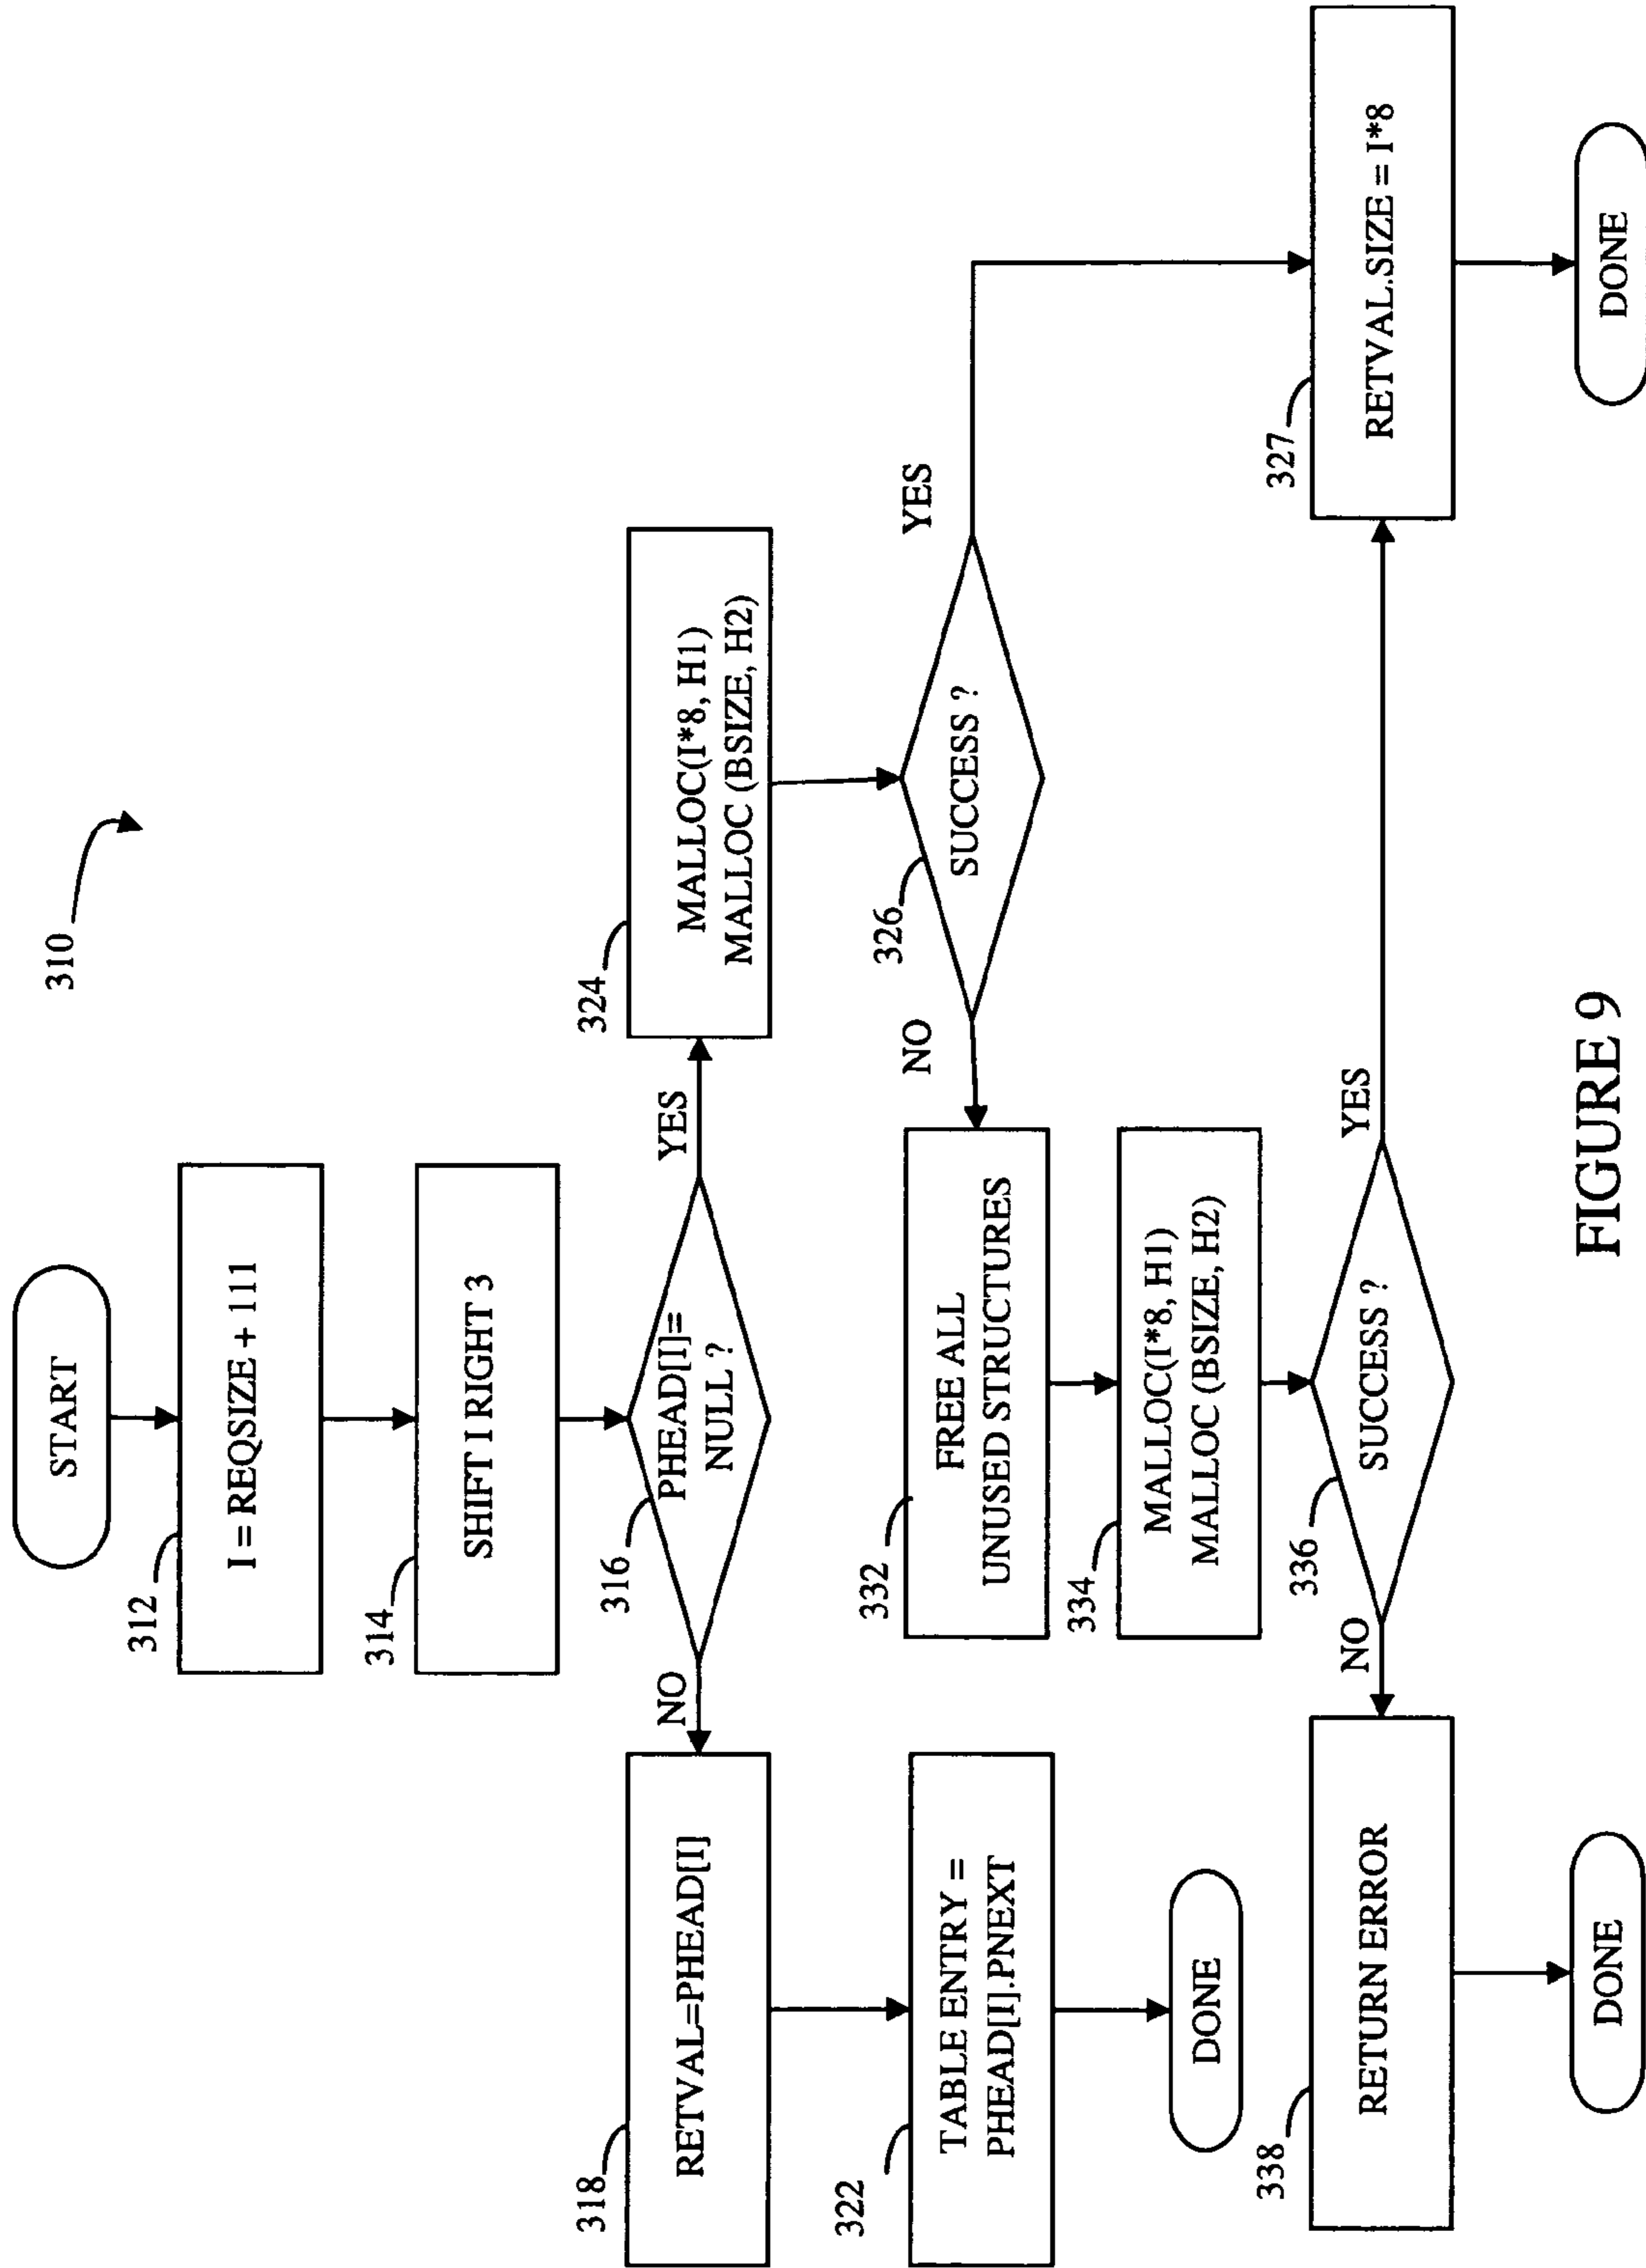 310
START
312
I = REQSIZE + 111
314
SHIFT I RIGHT 3
316
PHEAD[I]=
NULL ?
NO
YES
318
RETVAL=PHEAD[I]
324
MALLOC(I*8, H1)
MALLOC (BSIZE, H2)
322
TABLE ENTRY =
PHEAD[I].PNEXT
DONE
326
SUCCESS ?
NO
YES
332
FREE ALL
UNUSED STRUCTURES
334
MALLOC(I*8, H1)
MALLOC (BSIZE, H2)
336
SUCCESS ?
NO
YES
338
RETURN ERROR
DONE
327
RETVAL.SIZE = I*8
DONE
FIGURE 9